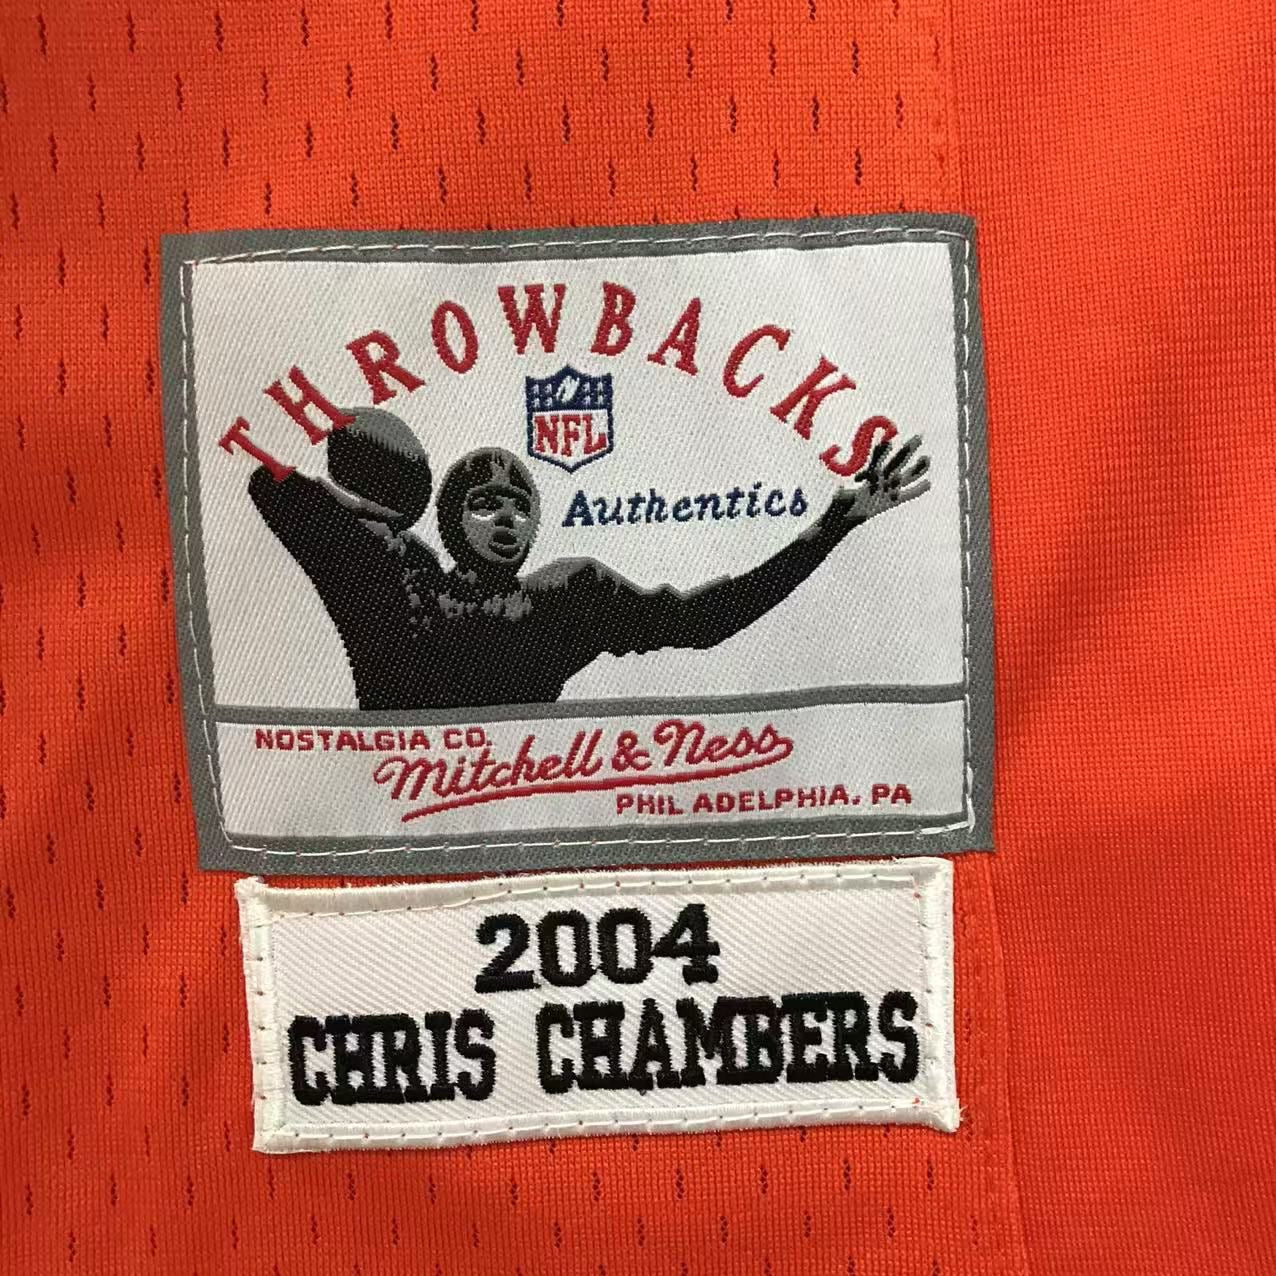 THROWBACKS
NFL
Authentics
NOSTALGIA CO.
Mitchell & Ness
PHIL ADELPHIA, PA
2004
CHRIS CHAMBERS